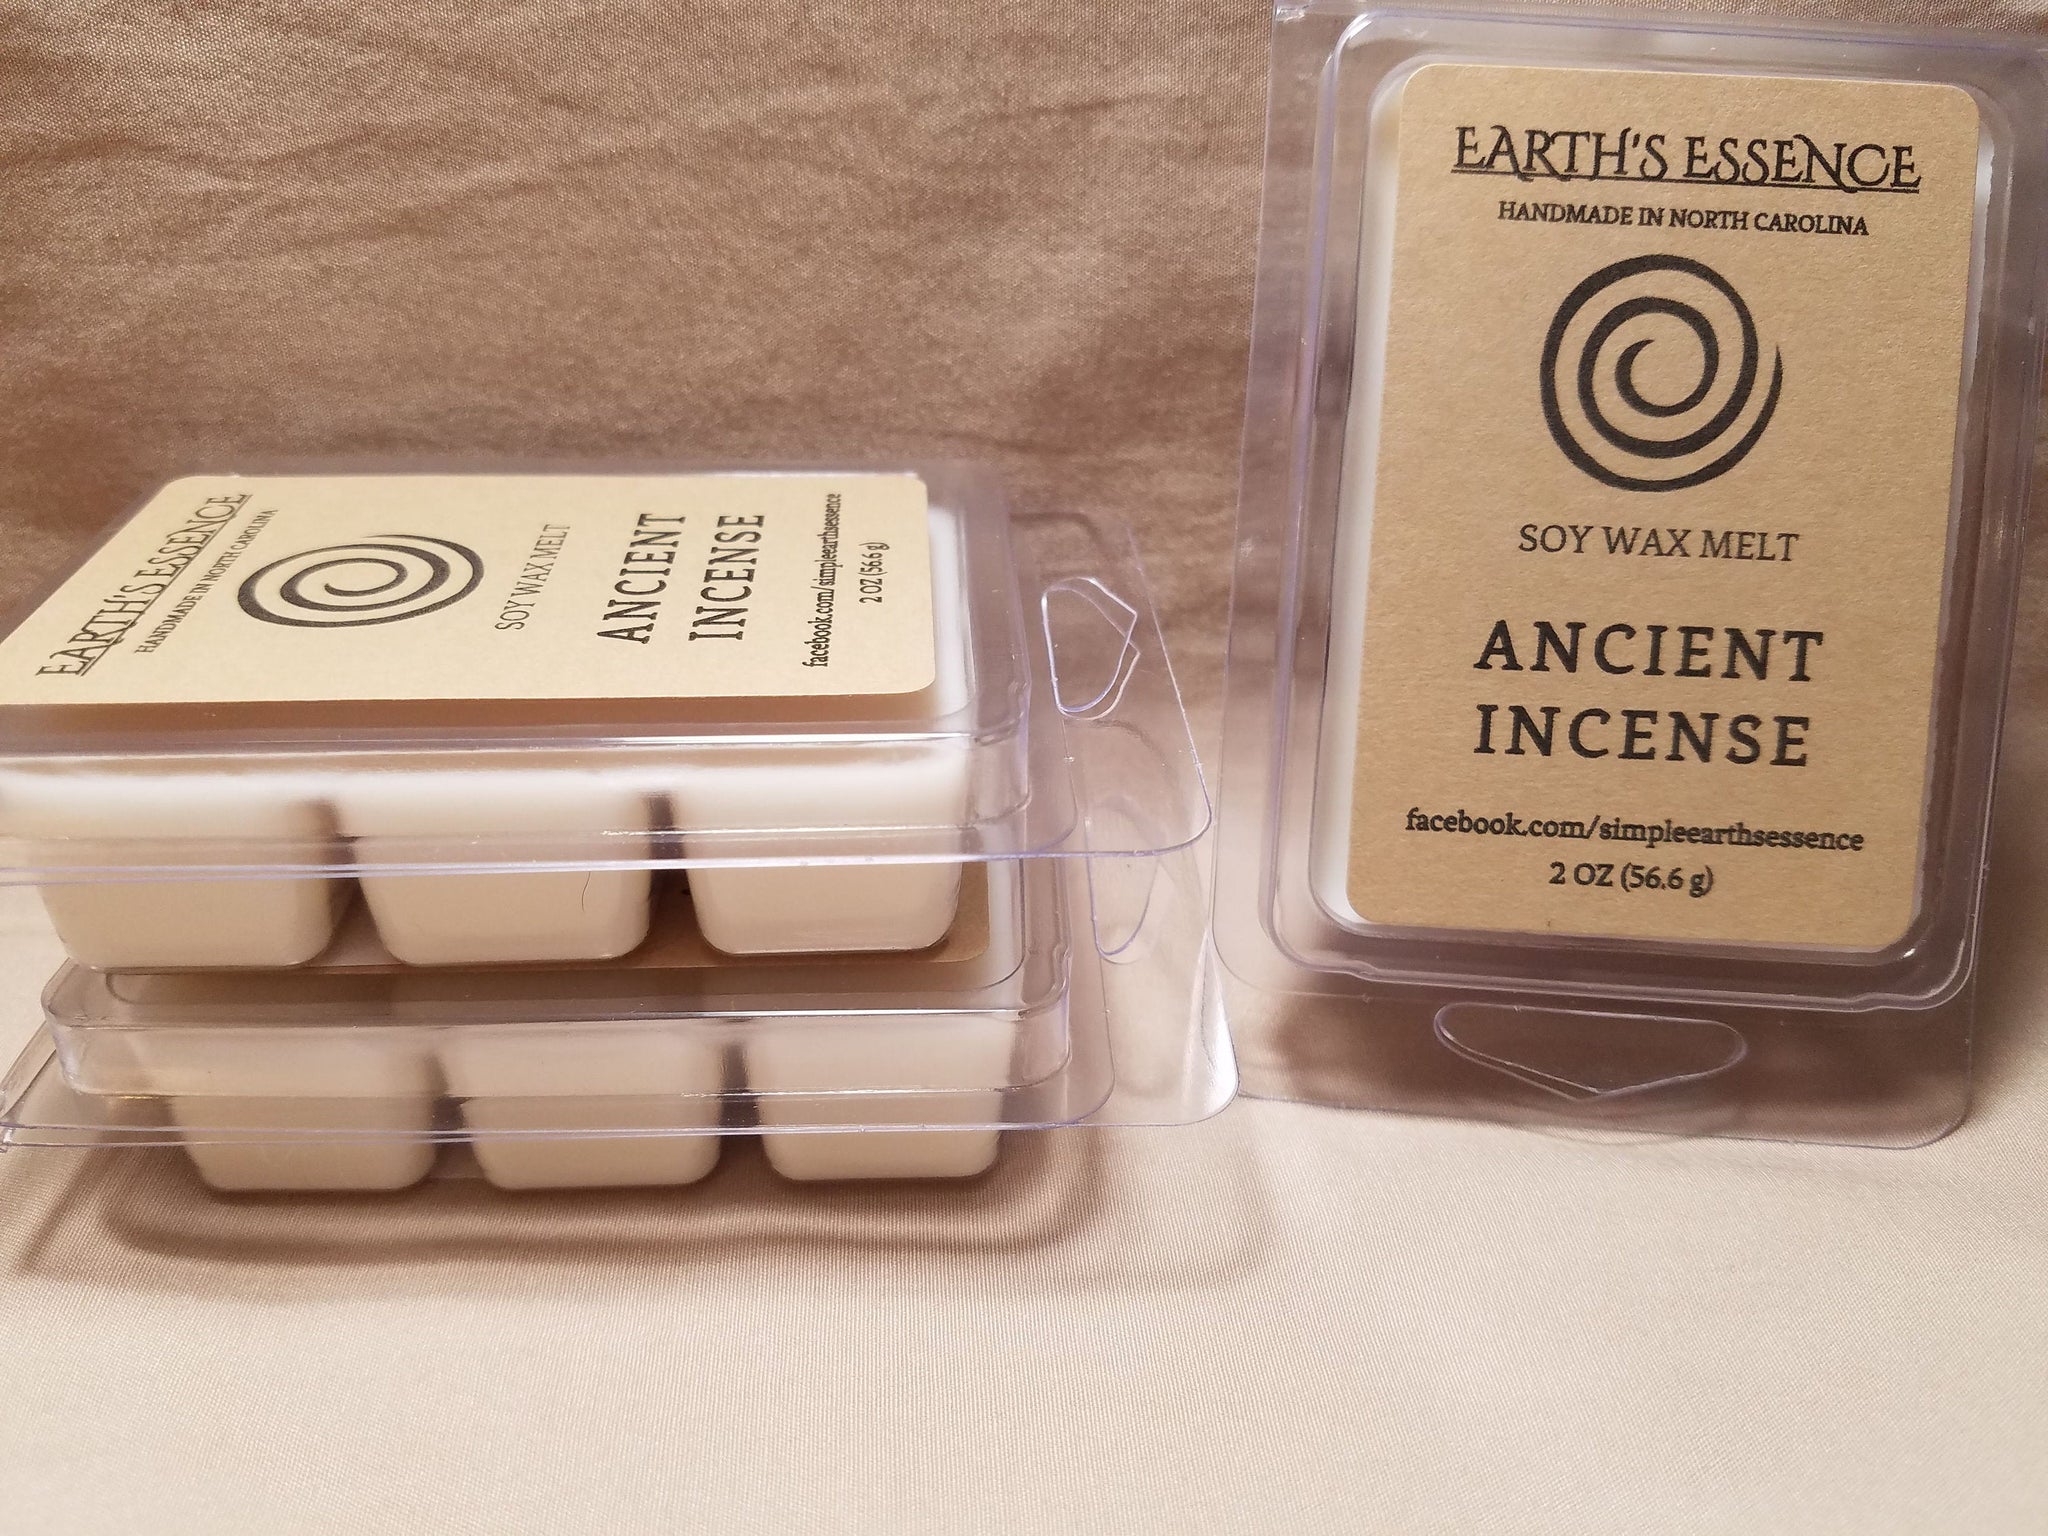 EARTH'S ESSENCE
HANDMADE IN NORTH CAROLINA
SOY WAX MELT
ANCIENT
INCENSE
facebook.com/simpleearthsessence
2 OZ (56.6 g)
EARTH'S ESSENCE
HANDMADE IN NORTH CAROLINA
SOY WAX MELT
ANCIENT
INCENSE
facebook.com/simpleearthsessence
2 OZ (56.6 g)